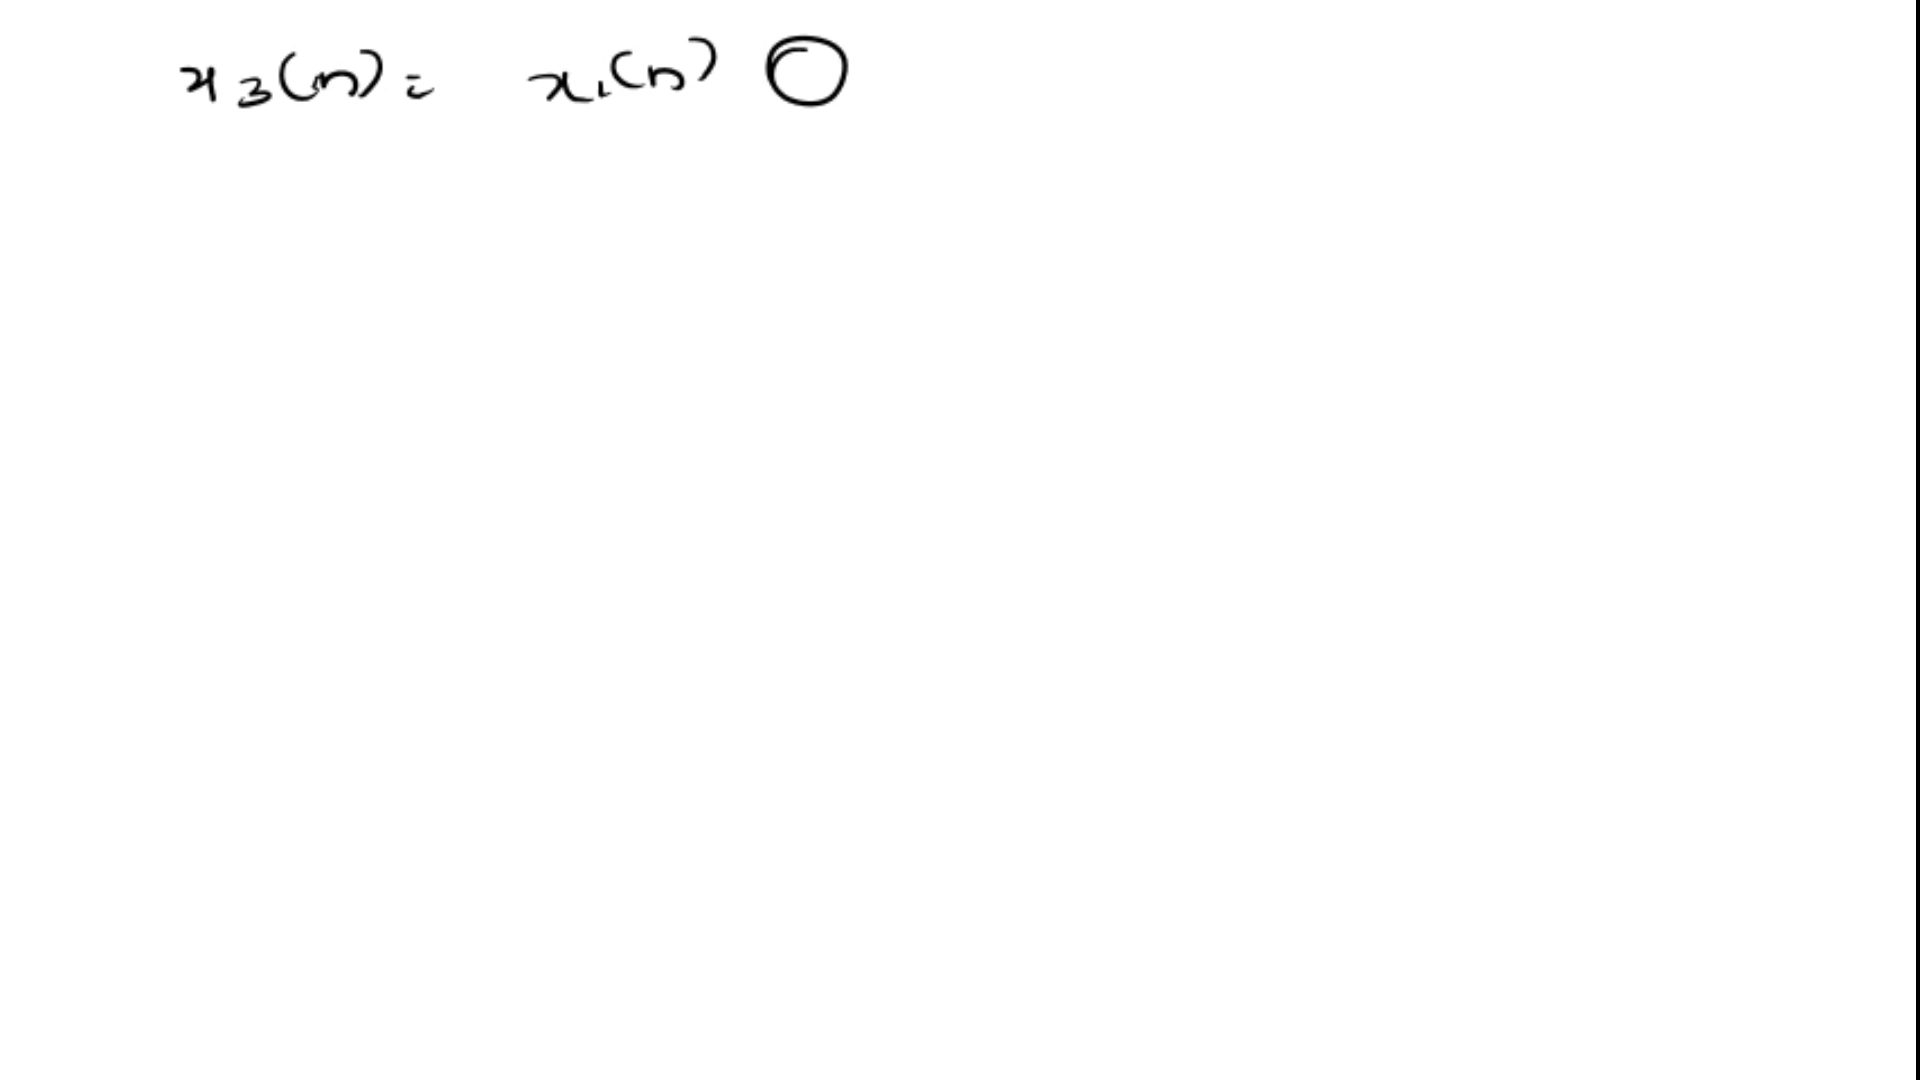 x₃(n) = x₁(n) ◯